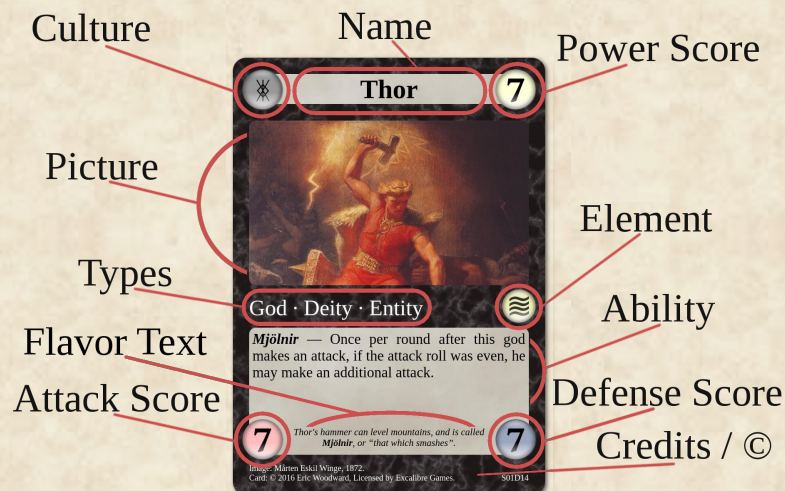 Culture
Name
Power Score
Thor
7
Picture
Element
Types
God · Deity · Entity
Ability
Flavor Text
Mjölnir — Once per round after this god
makes an attack, if the attack roll was even, he
may make an additional attack.
Attack Score
Defense Score
7
Thor's hammer can level mountains, and is called
Mjölnir, or “that which smashes”.
7
Credits / ©
Image: Mårten Eskil Winge, 1872.
Card: © 2016 Eric Woodward, Licensed by Excalibre Games.
S01D14